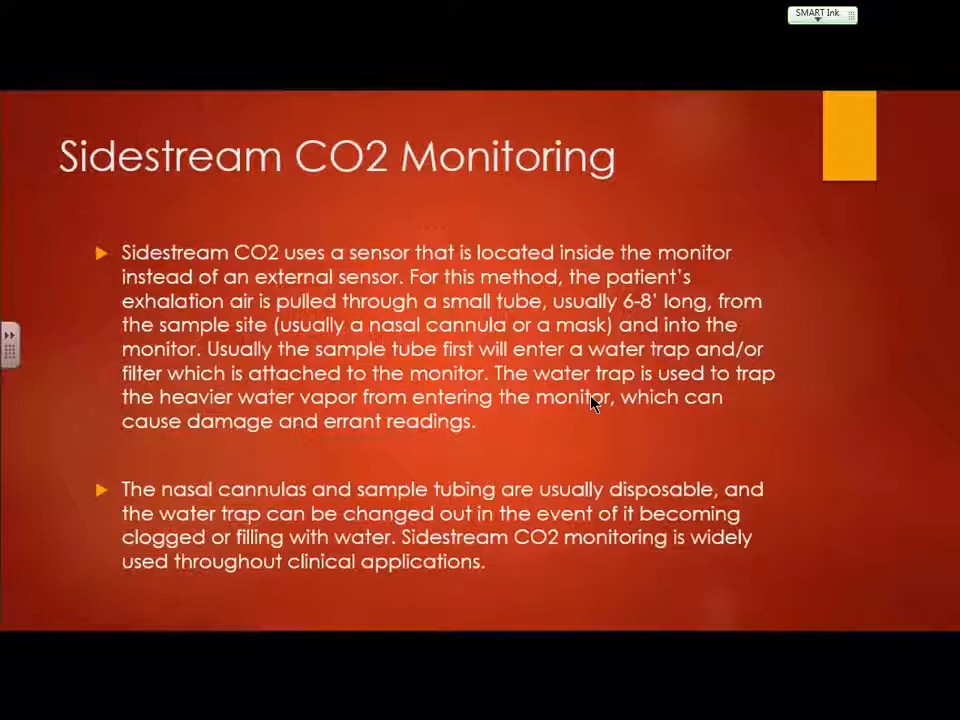 SMART Ink
Sidestream CO2 Monitoring
Sidestream CO2 uses a sensor that is located inside the monitor
instead of an external sensor. For this method, the patient's
exhalation air is pulled through a small tube, usually 6-8' long, from
the sample site (usually a nasal cannula or a mask) and into the
monitor. Usually the sample tube first will enter a water trap and/or
filter which is attached to the monitor. The water trap is used to trap
the heavier water vapor from entering the monitor, which can
cause damage and errant readings.
The nasal cannulas and sample tubing are usually disposable, and
the water trap can be changed out in the event of it becoming
clogged or filling with water. Sidestream CO2 monitoring is widely
used throughout clinical applications.